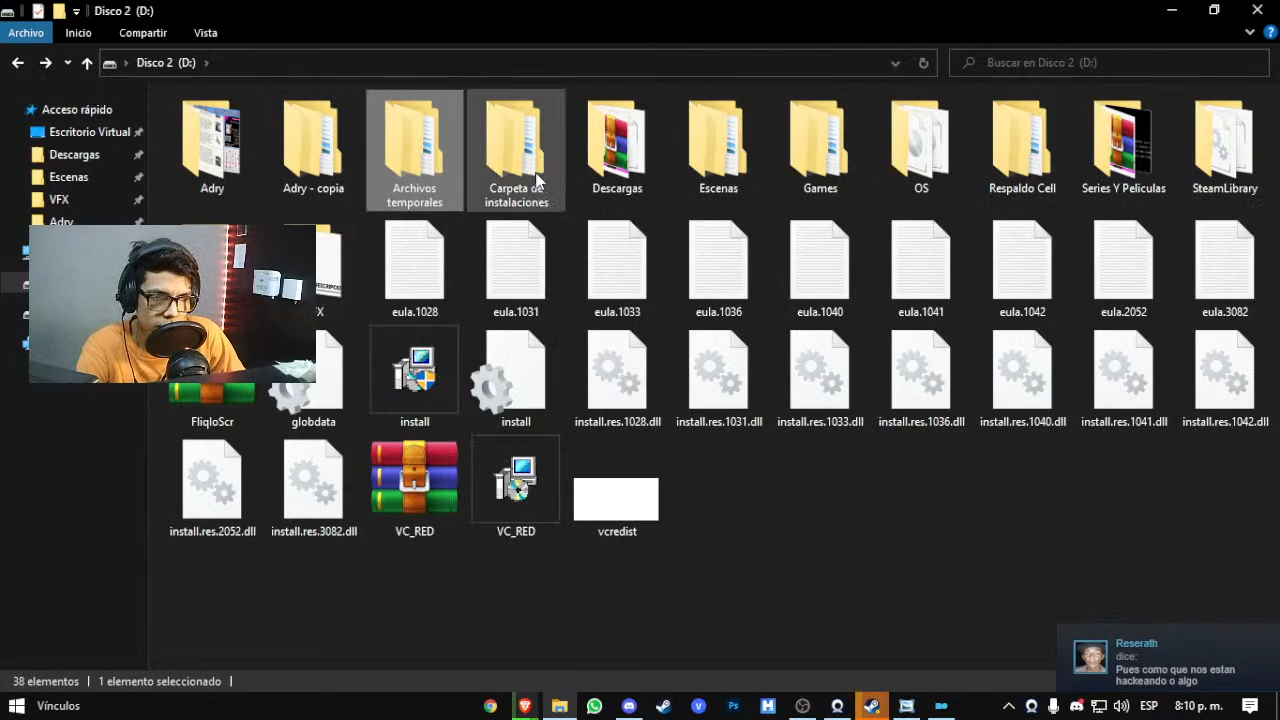 Disco 2 (D:)
Archivo Inicio Compartir Vista
Disco 2 (D:)
Buscar en Disco 2 (D:)
Acceso rápido
Escritorio Virtual
Descargas
Escenas
VFX
Adry
Adry
Adry - copia
Archivos
temporales
Carpeta de
instalaciones
Descargas
Escenas
Games
OS
Respaldo Cell
Series Y Peliculas
SteamLibrary
eula.1028
eula.1031
eula.1033
eula.1036
eula.1040
eula.1041
eula.1042
eula.2052
eula.3082
FliqloScr
globdata
install
install
install.res.1028.dll
install.res.1031.dll
install.res.1033.dll
install.res.1036.dll
install.res.1040.dll
install.res.1041.dll
install.res.1042.dll
install.res.2052.dll
install.res.3082.dll
VC_RED
VC_RED
vcredist
Reserath
dice:
Pues como que nos estan
hackeando o algo
38 elementos
1 elemento seleccionado
Vínculos
ESP
8:10 p. m.